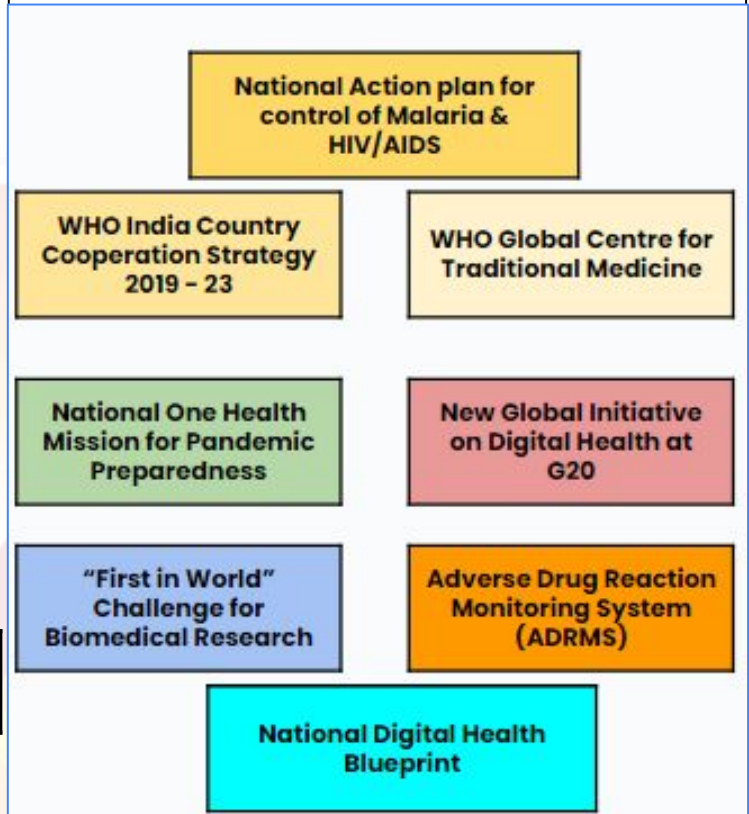 National Action plan for
control of Malaria &
HIV/AIDS
WHO India Country
Cooperation Strategy
2019 - 23
WHO Global Centre for
Traditional Medicine
National One Health
Mission for Pandemic
Preparedness
New Global Initiative
on Digital Health at
G20
“First in World”
Challenge for
Biomedical Research
Adverse Drug Reaction
Monitoring System
(ADRMS)
National Digital Health
Blueprint